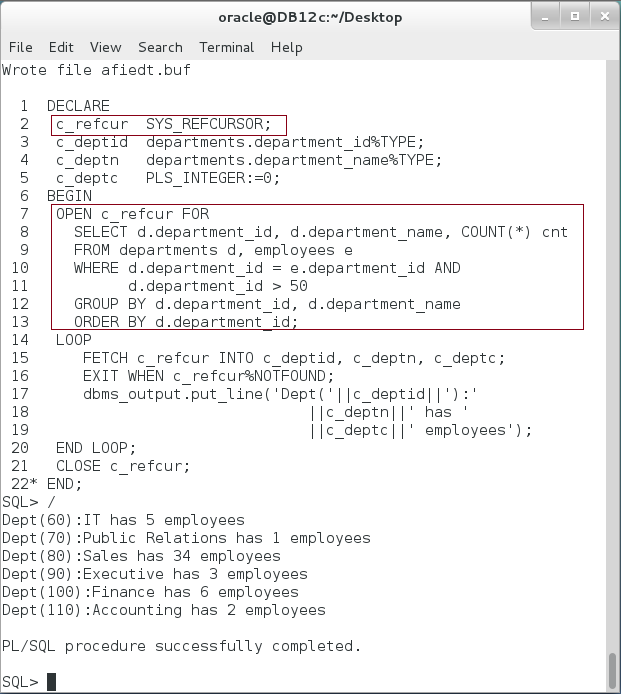 oracle@DB12c:~/Desktop
File Edit View Search Terminal Help
Wrote file afiedt.buf
  1  DECLARE
  2   c_refcur  SYS_REFCURSOR;
  3   c_deptid  departments.department_id%TYPE;
  4   c_deptn   departments.department_name%TYPE;
  5   c_deptc   PLS_INTEGER:=0;
  6  BEGIN
  7   OPEN c_refcur FOR
  8     SELECT d.department_id, d.department_name, COUNT(*) cnt
  9     FROM departments d, employees e
 10     WHERE d.department_id = e.department_id AND
 11           d.department_id > 50
 12     GROUP BY d.department_id, d.department_name
 13     ORDER BY d.department_id;
 14   LOOP
 15      FETCH c_refcur INTO c_deptid, c_deptn, c_deptc;
 16      EXIT WHEN c_refcur%NOTFOUND;
 17      dbms_output.put_line('Dept('||c_deptid||'):'
 18                               ||c_deptn||' has '
 19                               ||c_deptc||' employees');
 20   END LOOP;
 21   CLOSE c_refcur;
 22* END;
SQL> /
Dept(60):IT has 5 employees
Dept(70):Public Relations has 1 employees
Dept(80):Sales has 34 employees
Dept(90):Executive has 3 employees
Dept(100):Finance has 6 employees
Dept(110):Accounting has 2 employees
PL/SQL procedure successfully completed.
SQL>